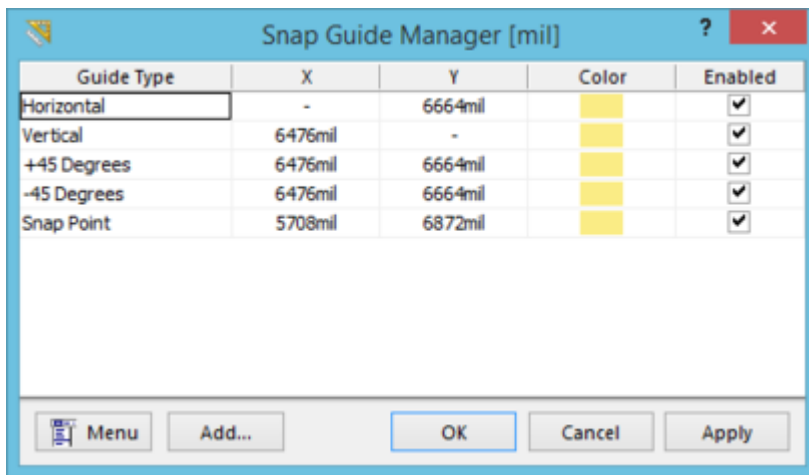 Snap Guide Manager [mil] ? ×
Guide Type X Y Color Enabled
Horizontal - 6664mil
Vertical 6476mil -
+45 Degrees 6476mil 6664mil
-45 Degrees 6476mil 6664mil
Snap Point 5708mil 6872mil
Menu Add... OK Cancel Apply